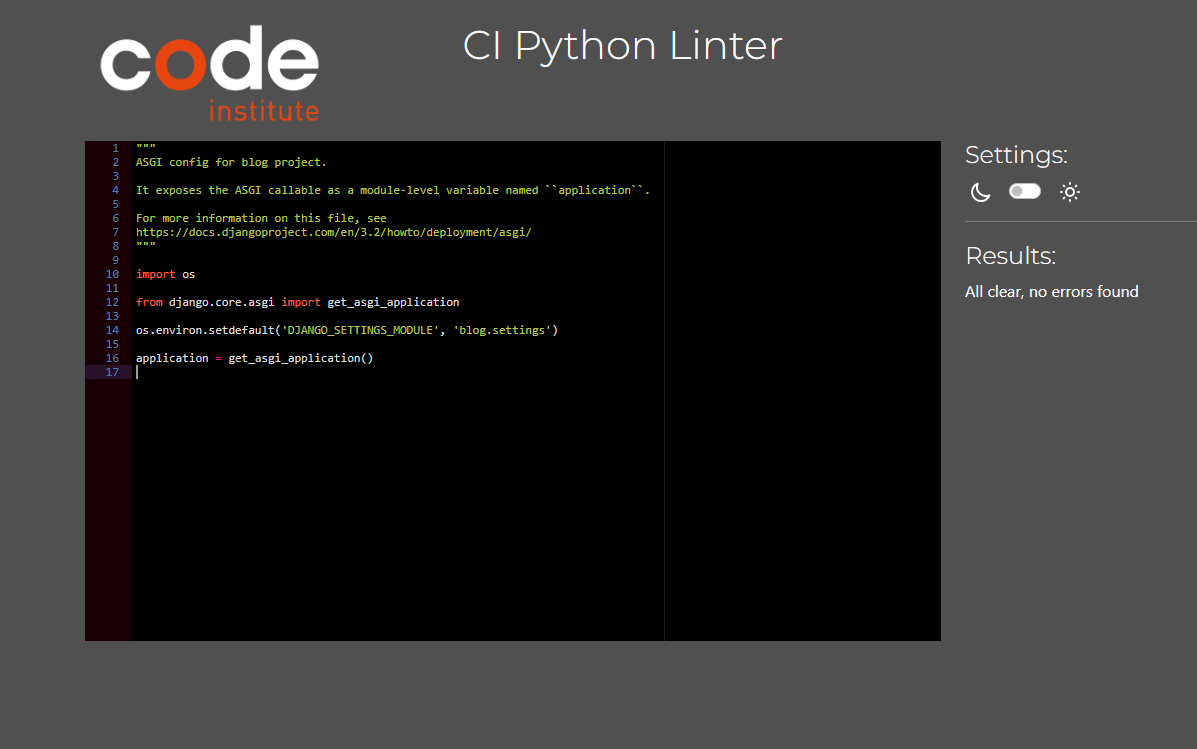 code
institute
CI Python Linter
1 """
2 ASGI config for blog project.
3
4 It exposes the ASGI callable as a module-level variable named ``application``.
5
6 For more information on this file, see
7 https://docs.djangoproject.com/en/3.2/howto/deployment/asgi/
8 """
9
10 import os
11
12 from django.core.asgi import get_asgi_application
13
14 os.environ.setdefault('DJANGO_SETTINGS_MODULE', 'blog.settings')
15
16 application = get_asgi_application()
17
Settings:
Results:
All clear, no errors found